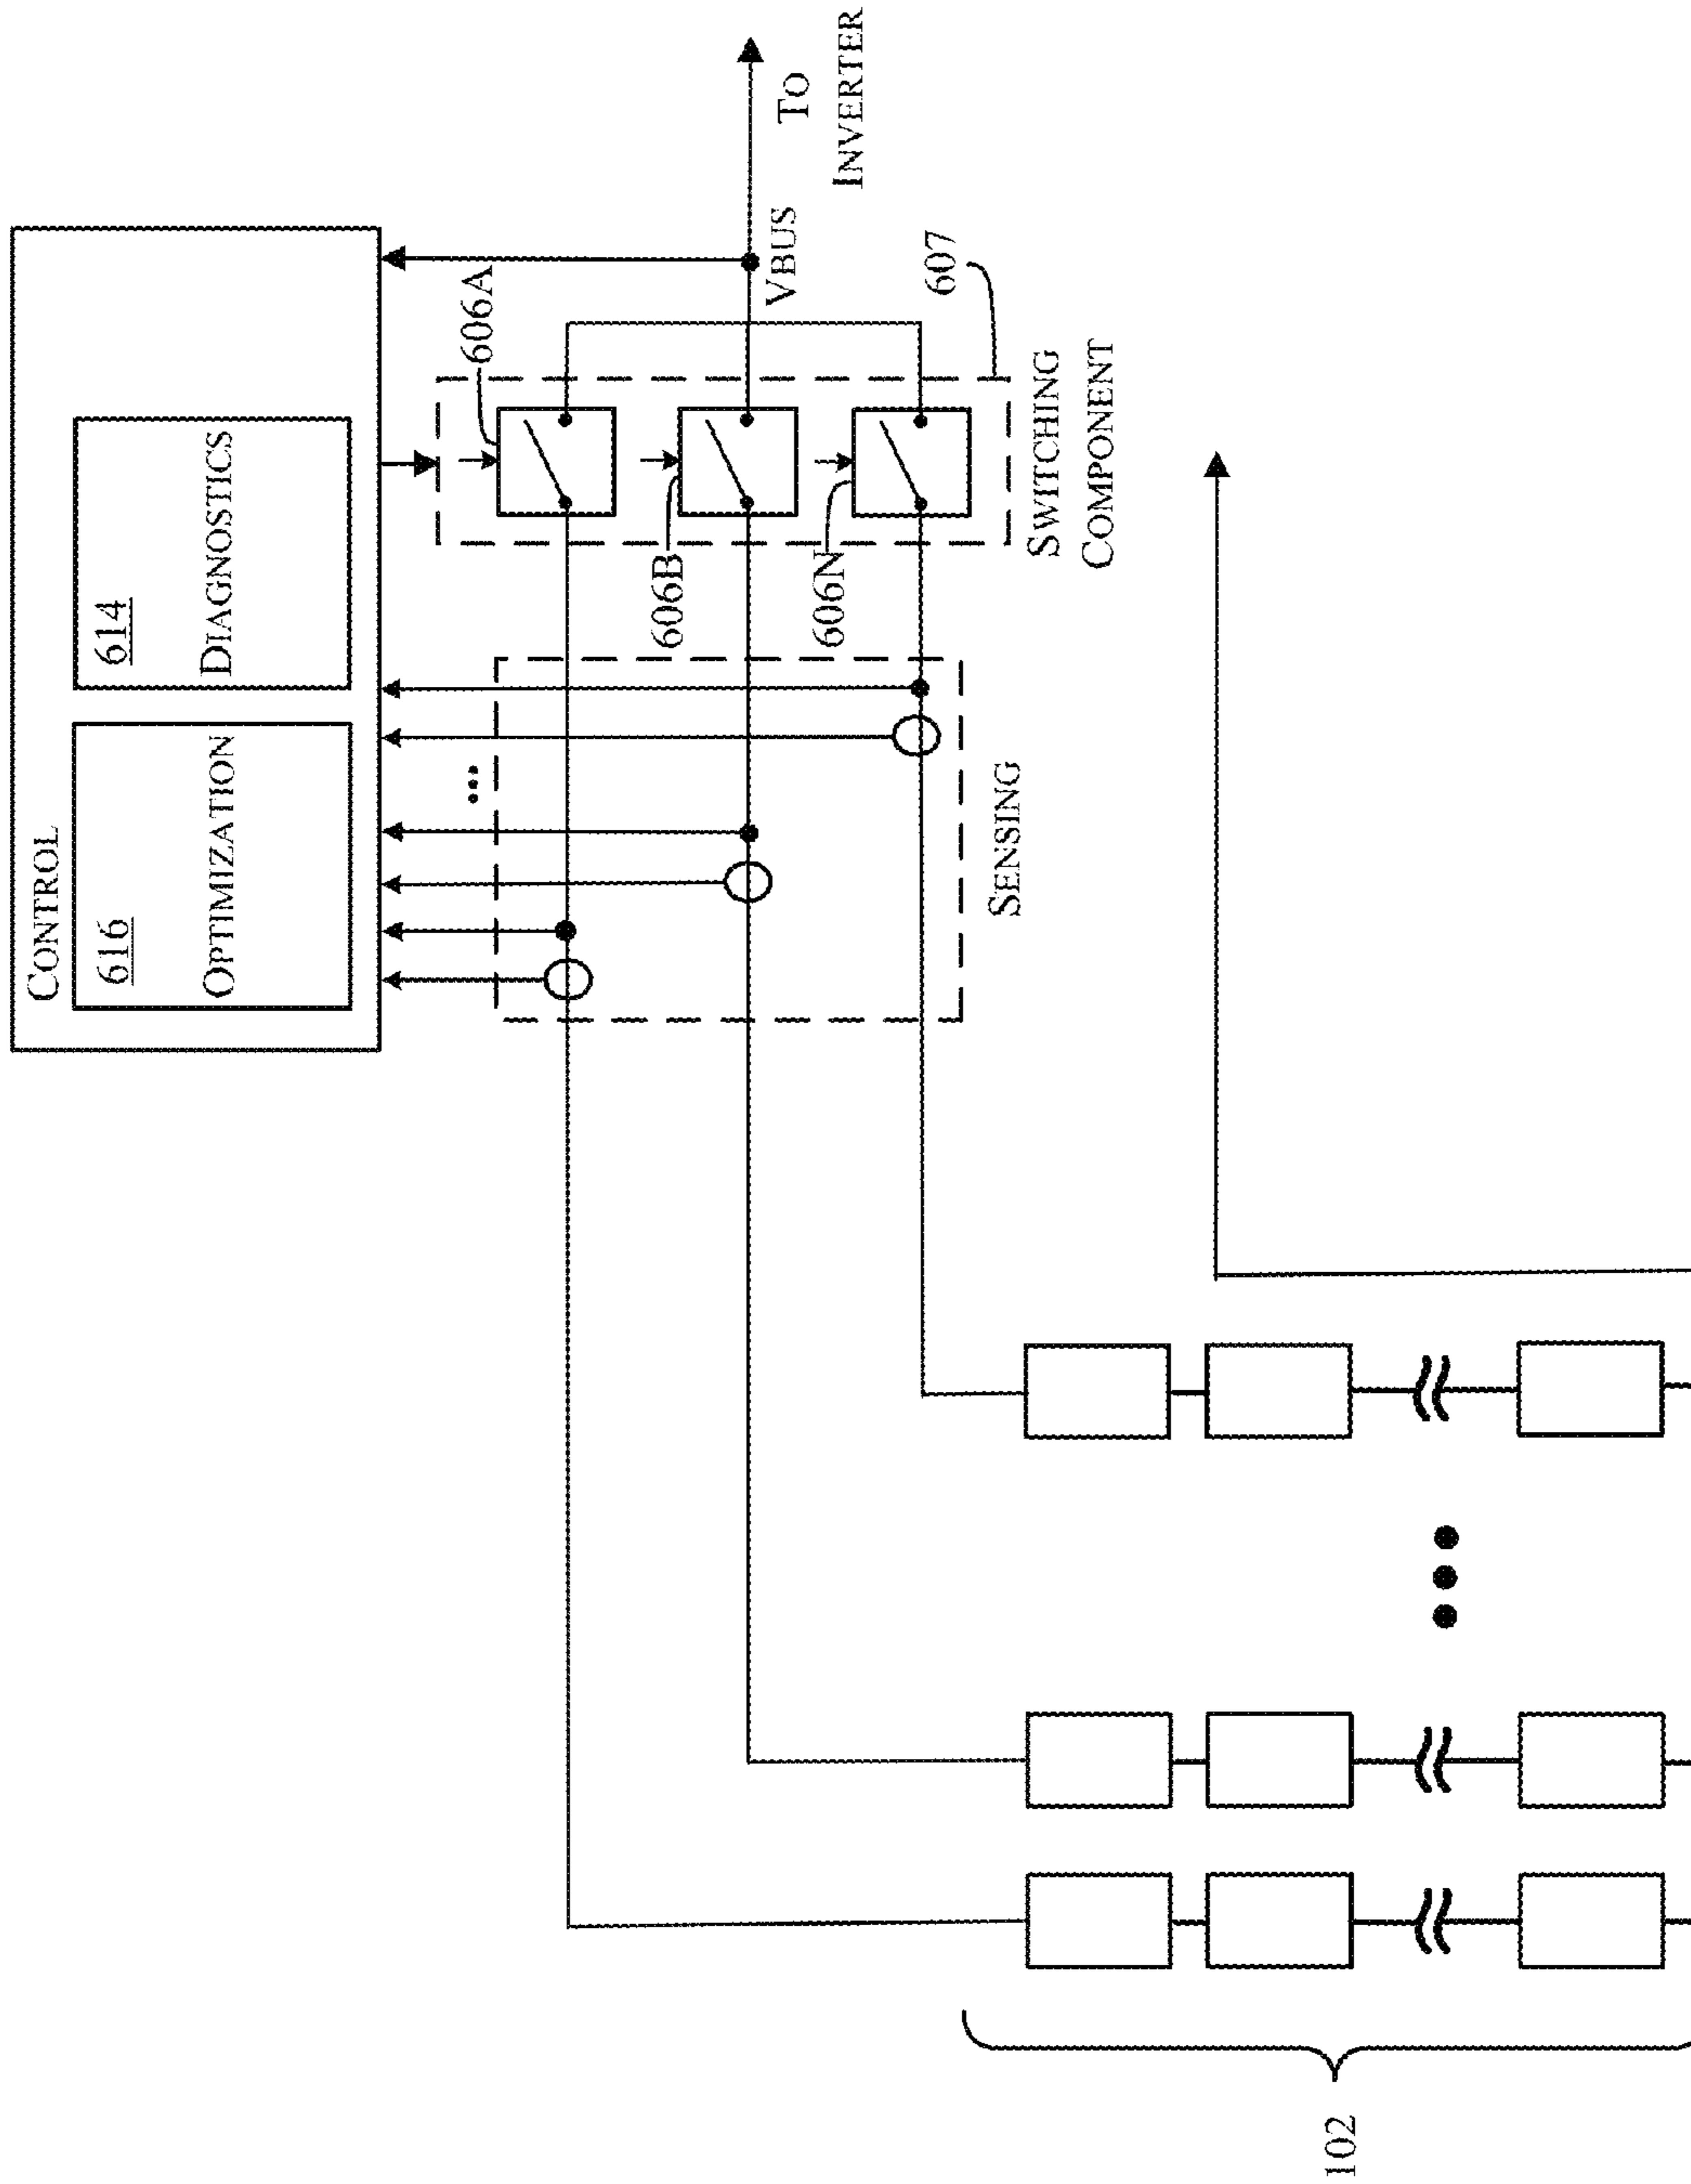 CONTROL
616
OPTIMIZATION
614
DIAGNOSTICS
...
606A
606B
606N
VBUS
TO
INVERTER
607
SENSING
SWITCHING
COMPONENT
102